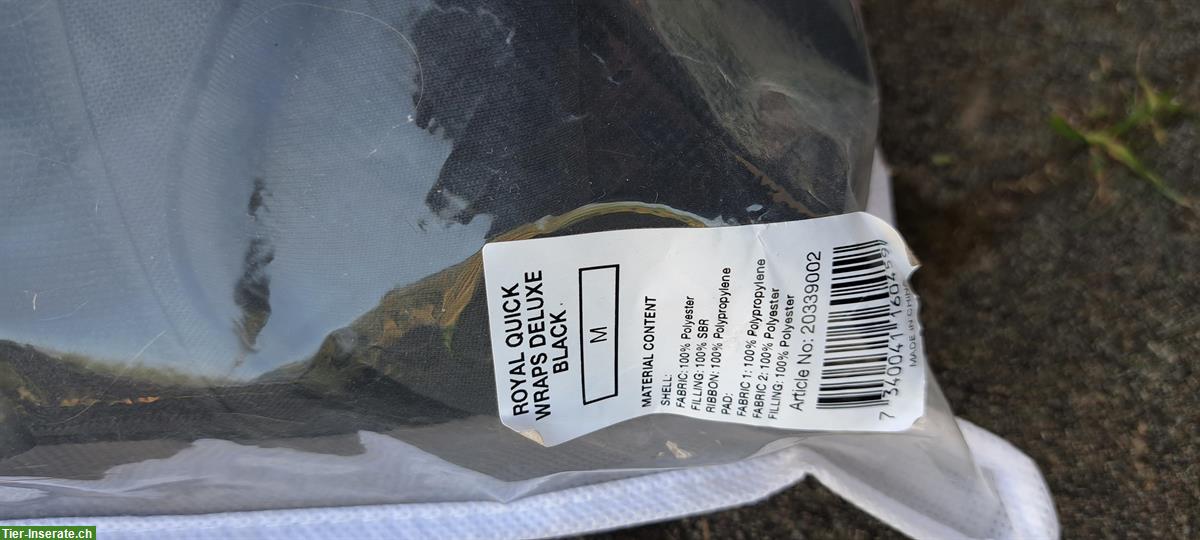 ROYAL QUICK
WRAPS DELUXE
BLACK
M
MATERIAL CONTENT
SHELL:
FABRIC: 100% Polyester
FILLING: 100% SBR
RIBBON: 100% Polypropylene
PAD:
FABRIC 1: 100% Polypropylene
FABRIC 2: 100% Polyester
FILLING: 100% Polyester
Article No: 20339002
MADE IN CHINA
Tier-Inserate.ch